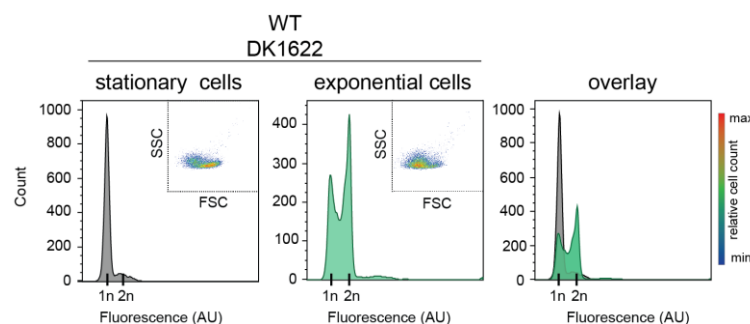 WT
DK1622
stationary cells
exponential cells
overlay
Count
1000
800
600
400
200
0
SSC
FSC
1n 2n
Fluorescence (AU)
400
300
200
100
0
SSC
FSC
1n 2n
Fluorescence (AU)
1000
800
600
400
200
0
1n 2n
Fluorescence (AU)
max
relative cell count
min